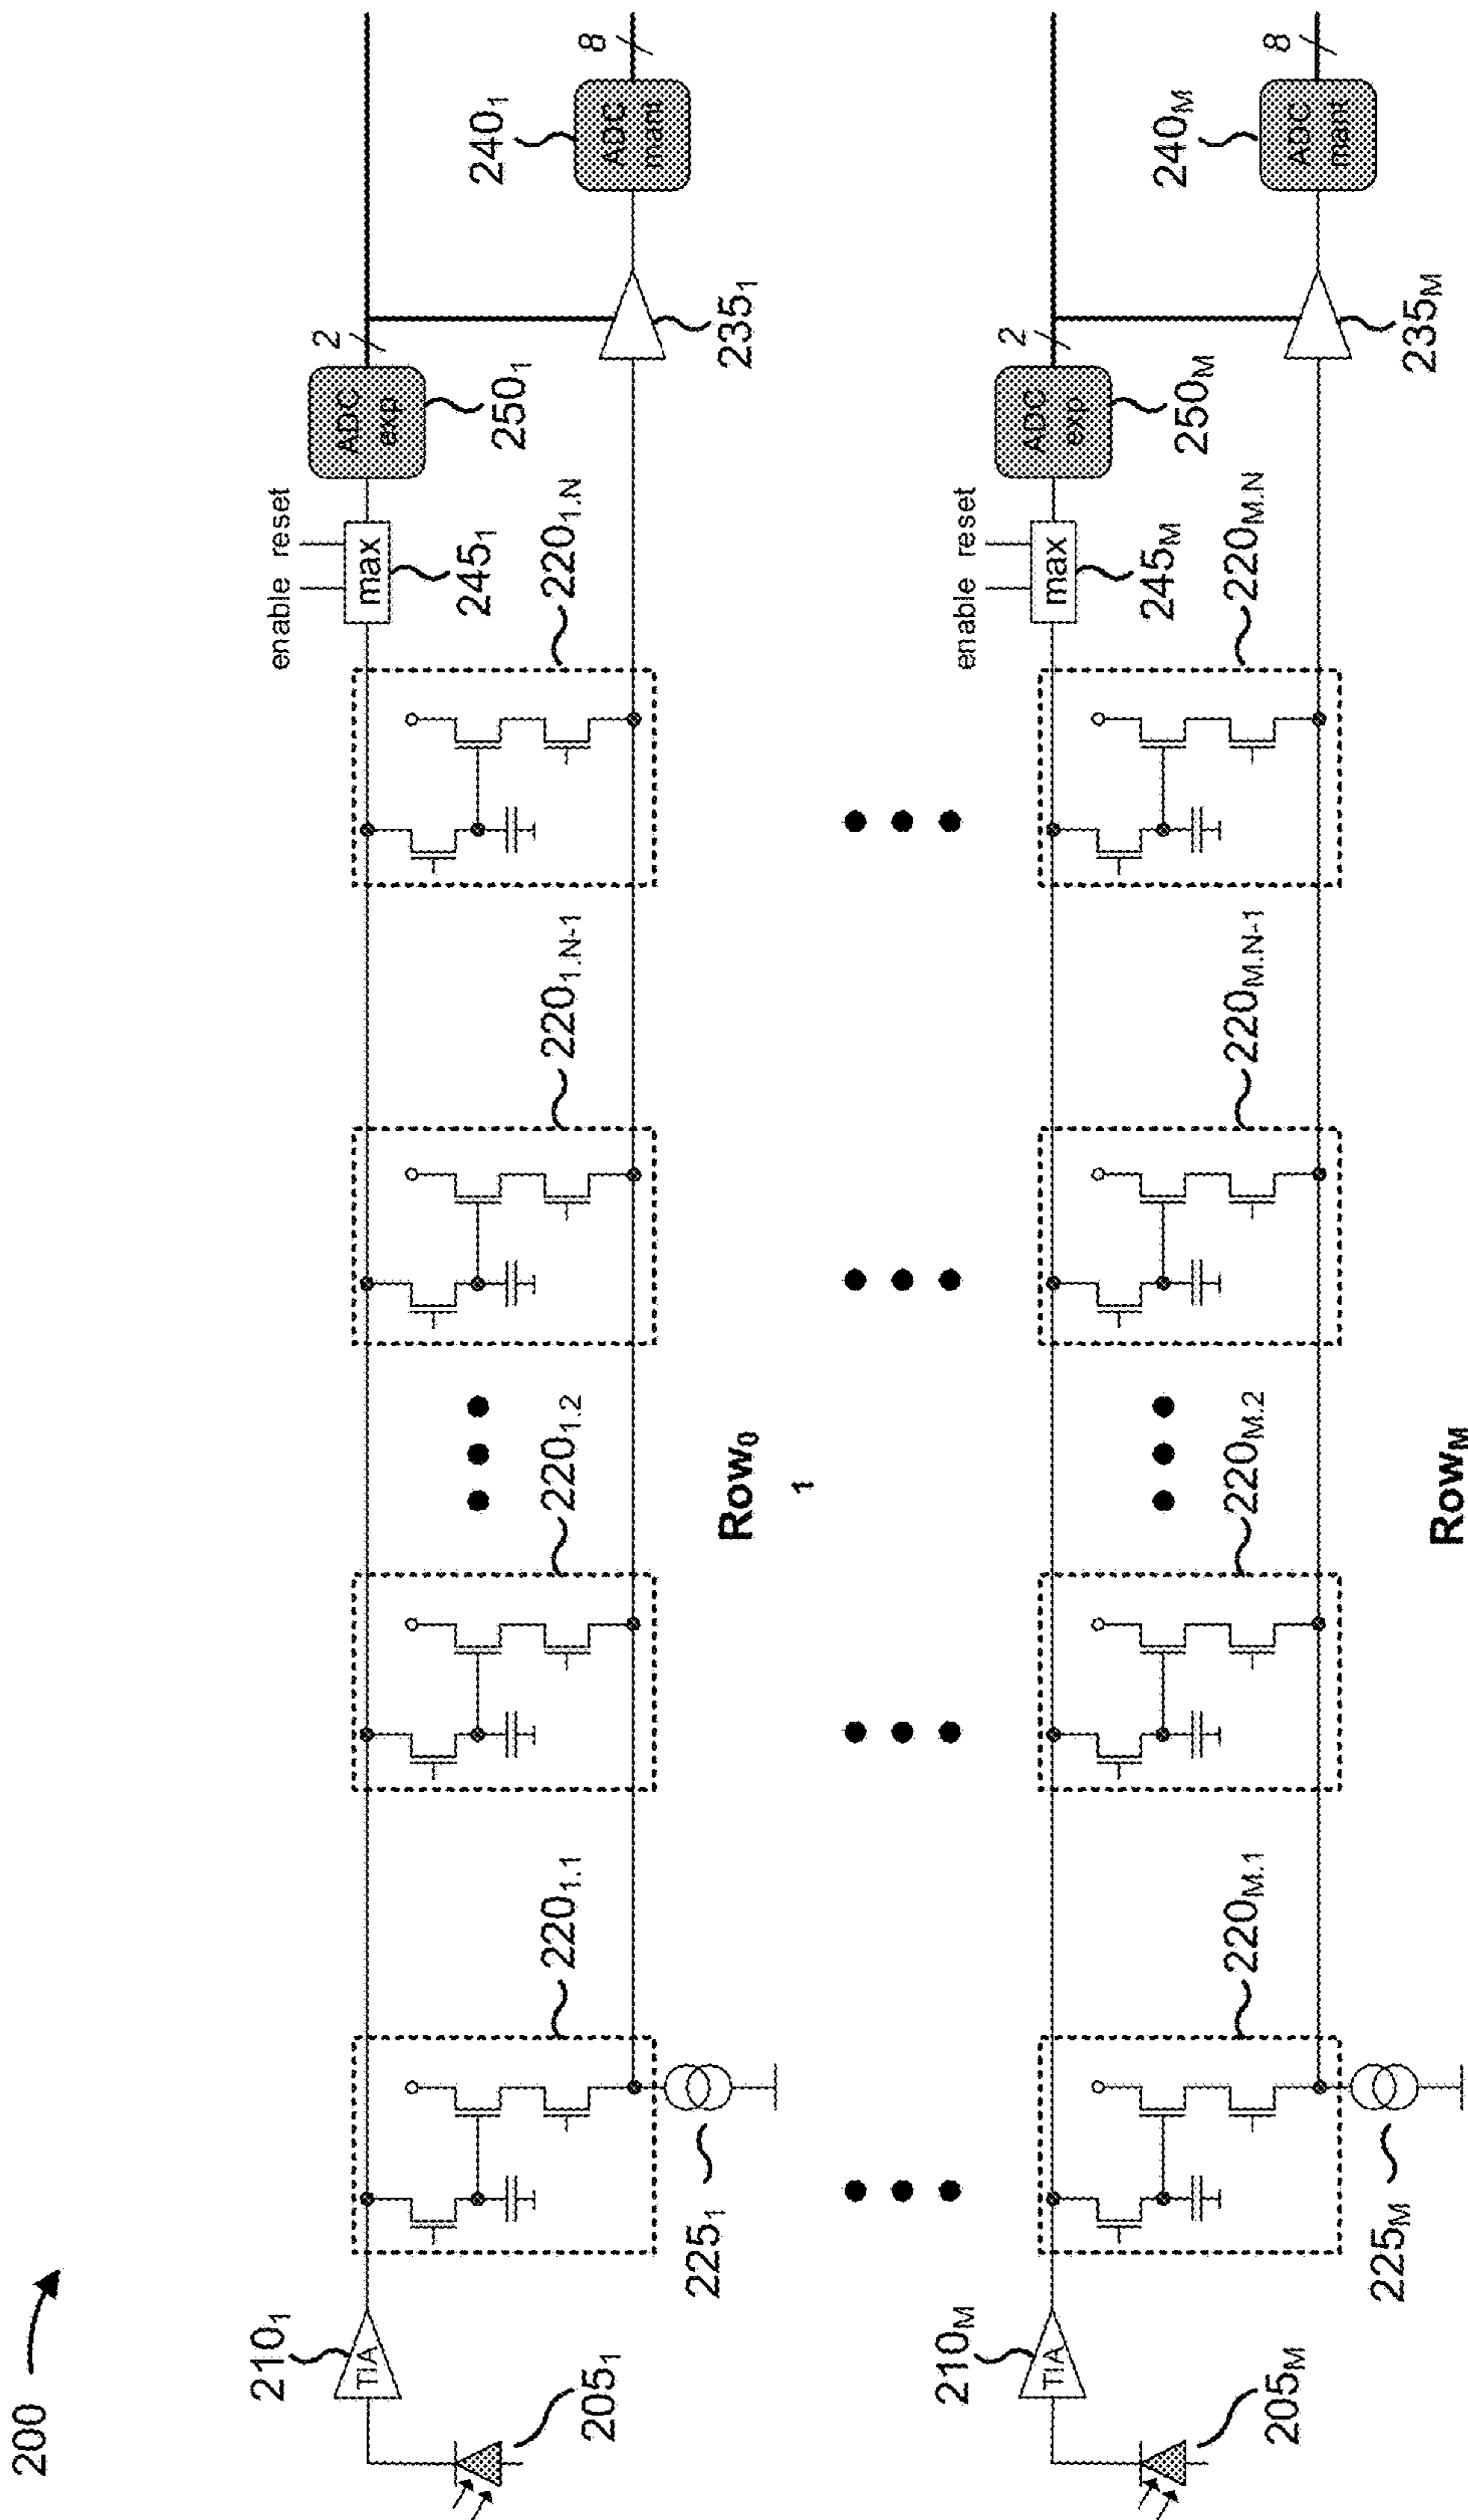 200
210₁
TIA
205₁
220₁.₁
225₁
220₁.₂
220₁.N-1
220₁.N
enable reset
max
245₁
ADC
exp
250₁
2
235₁
ADC
mant
240₁
8
Row₀
1
210M
TIA
205M
220M.1
225M
220M.2
220M.N-1
220M.N
enable reset
max
245M
ADC
exp
250M
2
235M
ADC
mant
240M
8
RowM